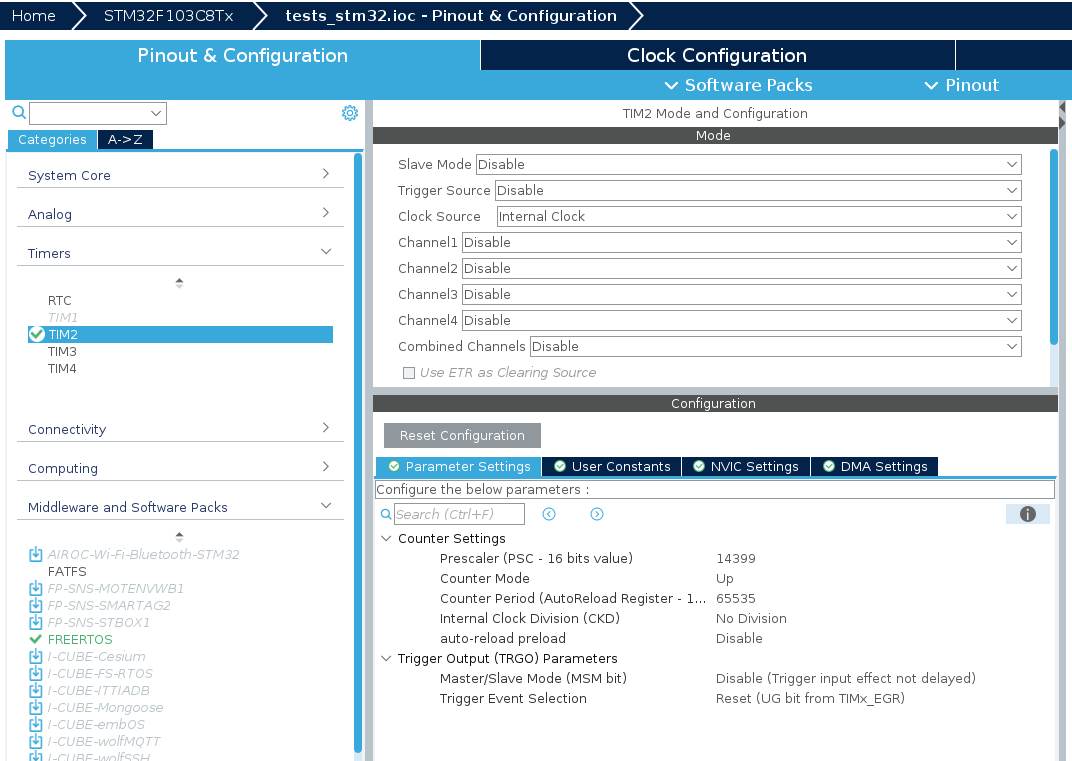 Home STM32F103C8Tx tests_stm32.ioc - Pinout & Configuration
Pinout & Configuration Clock Configuration
Software Packs Pinout
Categories A->Z
System Core
Analog
Timers
RTC
TIM1
TIM2
TIM3
TIM4
Connectivity
Computing
Middleware and Software Packs
AIROC-Wi-Fi-Bluetooth-STM32
FATFS
FP-SNS-MOTENVWB1
FP-SNS-SMARTAG2
FP-SNS-STBOX1
FREERTOS
I-CUBE-Cesium
I-CUBE-FS-RTOS
I-CUBE-ITTIADB
I-CUBE-Mongoose
I-CUBE-embOS
I-CUBE-wolfMQTT
I-CUBE-wolfSSH
TIM2 Mode and Configuration
Mode
Slave Mode Disable
Trigger Source Disable
Clock Source Internal Clock
Channel1 Disable
Channel2 Disable
Channel3 Disable
Channel4 Disable
Combined Channels Disable
Use ETR as Clearing Source
Configuration
Reset Configuration
Parameter Settings User Constants NVIC Settings DMA Settings
Configure the below parameters :
Search (Ctrl+F)
Counter Settings
Prescaler (PSC - 16 bits value) 14399
Counter Mode Up
Counter Period (AutoReload Register - 1... 65535
Internal Clock Division (CKD) No Division
auto-reload preload Disable
Trigger Output (TRGO) Parameters
Master/Slave Mode (MSM bit) Disable (Trigger input effect not delayed)
Trigger Event Selection Reset (UG bit from TIMx_EGR)